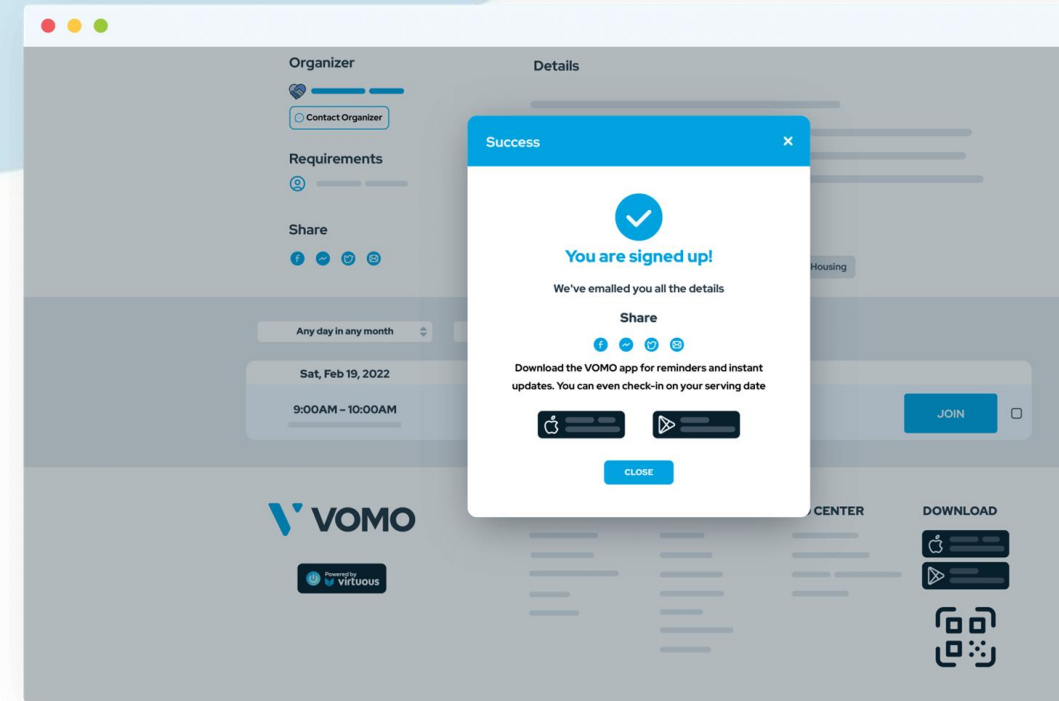 Organizer
Contact Organizer
Requirements
Share
Details
Housing
Success
You are signed up!
We've emailed you all the details
Share
Download the VOMO app for reminders and instant
updates. You can even check-in on your serving date
CLOSE
Any day in any month
Sat, Feb 19, 2022
9:00AM – 10:00AM
JOIN
VOMO
Powered by
virtuous
CENTER
DOWNLOAD